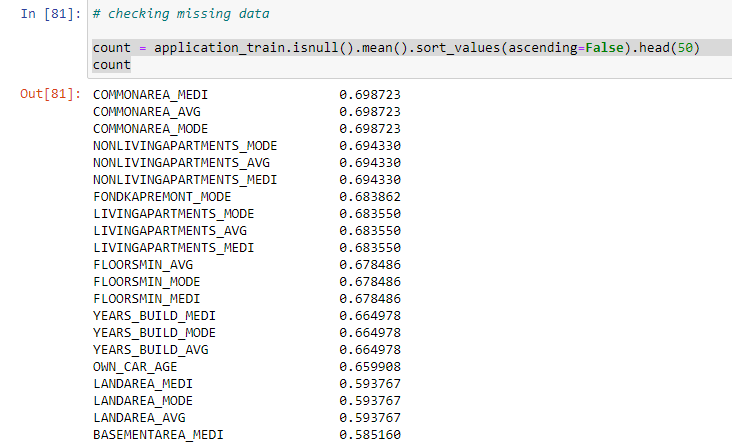 In [81]: # checking missing data
count = application_train.isnull().mean().sort_values(ascending=False).head(50)
count
Out[81]: COMMONAREA_MEDI 0.698723
COMMONAREA_AVG 0.698723
COMMONAREA_MODE 0.698723
NONLIVINGAPARTMENTS_MODE 0.694330
NONLIVINGAPARTMENTS_AVG 0.694330
NONLIVINGAPARTMENTS_MEDI 0.694330
FONDKAPREMONT_MODE 0.683862
LIVINGAPARTMENTS_MODE 0.683550
LIVINGAPARTMENTS_AVG 0.683550
LIVINGAPARTMENTS_MEDI 0.683550
FLOORSMIN_AVG 0.678486
FLOORSMIN_MODE 0.678486
FLOORSMIN_MEDI 0.678486
YEARS_BUILD_MEDI 0.664978
YEARS_BUILD_MODE 0.664978
YEARS_BUILD_AVG 0.664978
OWN_CAR_AGE 0.659908
LANDAREA_MEDI 0.593767
LANDAREA_MODE 0.593767
LANDAREA_AVG 0.593767
BASEMENTAREA_MEDI 0.585160